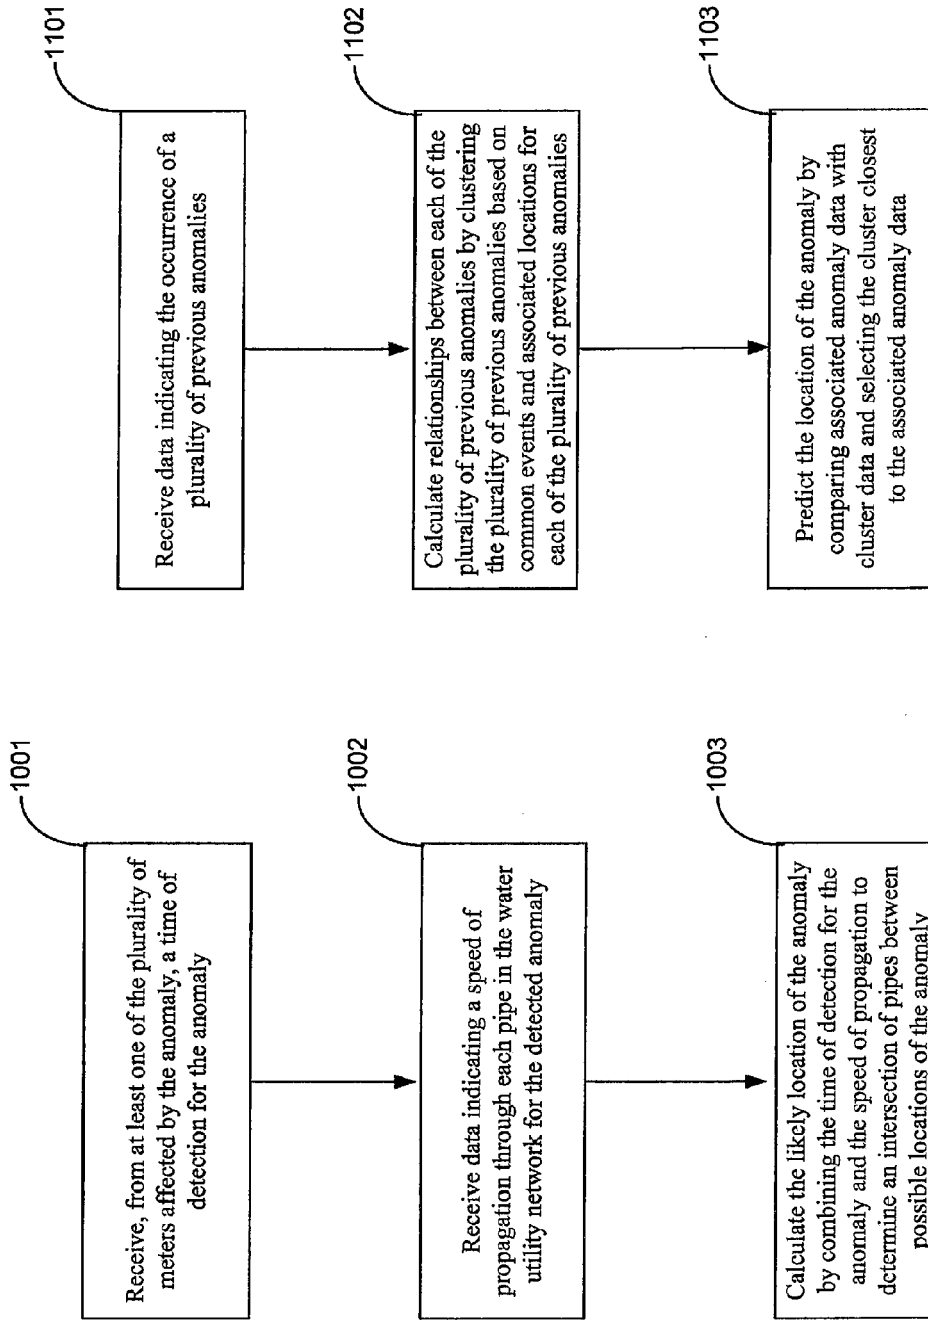 1001
Receive, from at least one of the plurality of
meters affected by the anomaly, a time of
detection for the anomaly
1002
Receive data indicating a speed of
propagation through each pipe in the water
utility network for the detected anomaly
1003
Calculate the likely location of the anomaly
by combining the time of detection for the
anomaly and the speed of propagation to
determine an intersection of pipes between
possible locations of the anomaly
1101
Receive data indicating the occurrence of a
plurality of previous anomalies
1102
Calculate relationships between each of the
plurality of previous anomalies by clustering
the plurality of previous anomalies based on
common events and associated locations for
each of the plurality of previous anomalies
1103
Predict the location of the anomaly by
comparing associated anomaly data with
cluster data and selecting the cluster closest
to the associated anomaly data